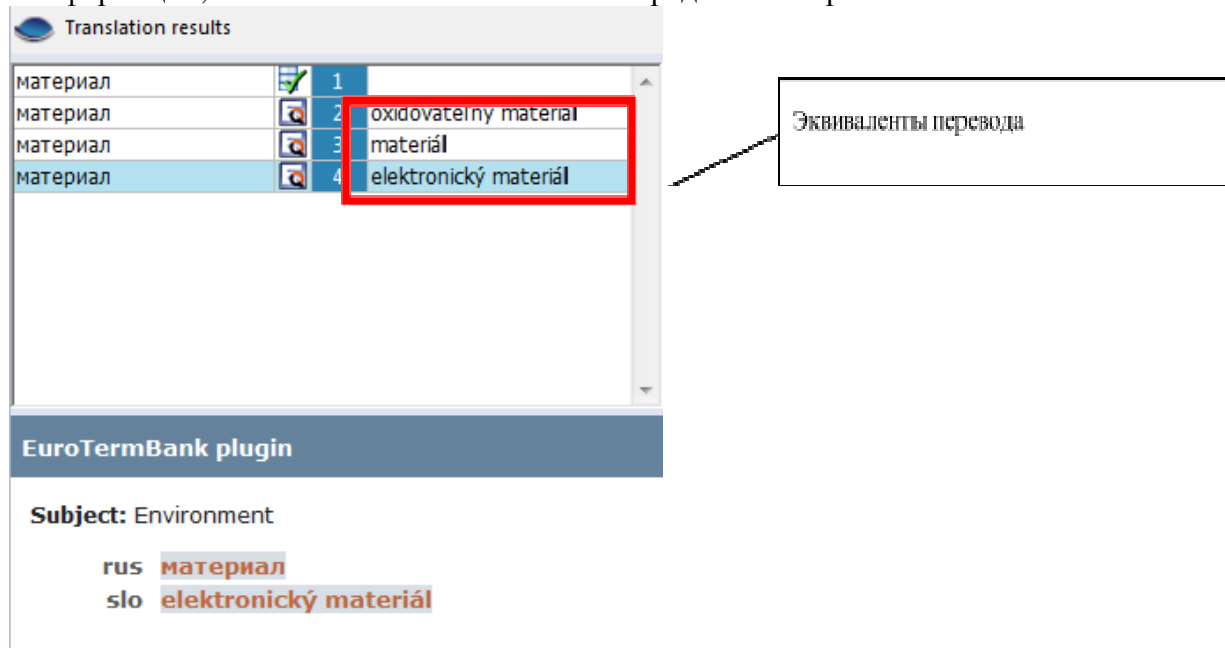 Translation results
материал 1
материал 2 oxidovateľný materiál
материал 3 materiál
материал 4 elektronický materiál
Эквиваленты перевода
EuroTermBank plugin
Subject: Environment
rus материал
slo elektronický materiál